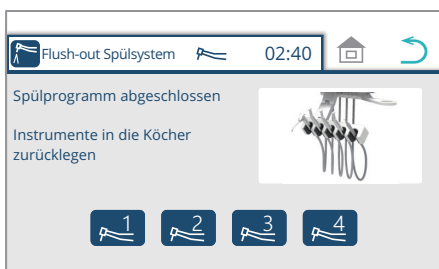 Flush-out Spülsystem 02:40
Spülprogramm abgeschlossen
Instrumente in die Köcher
zurücklegen
1 2 3 4